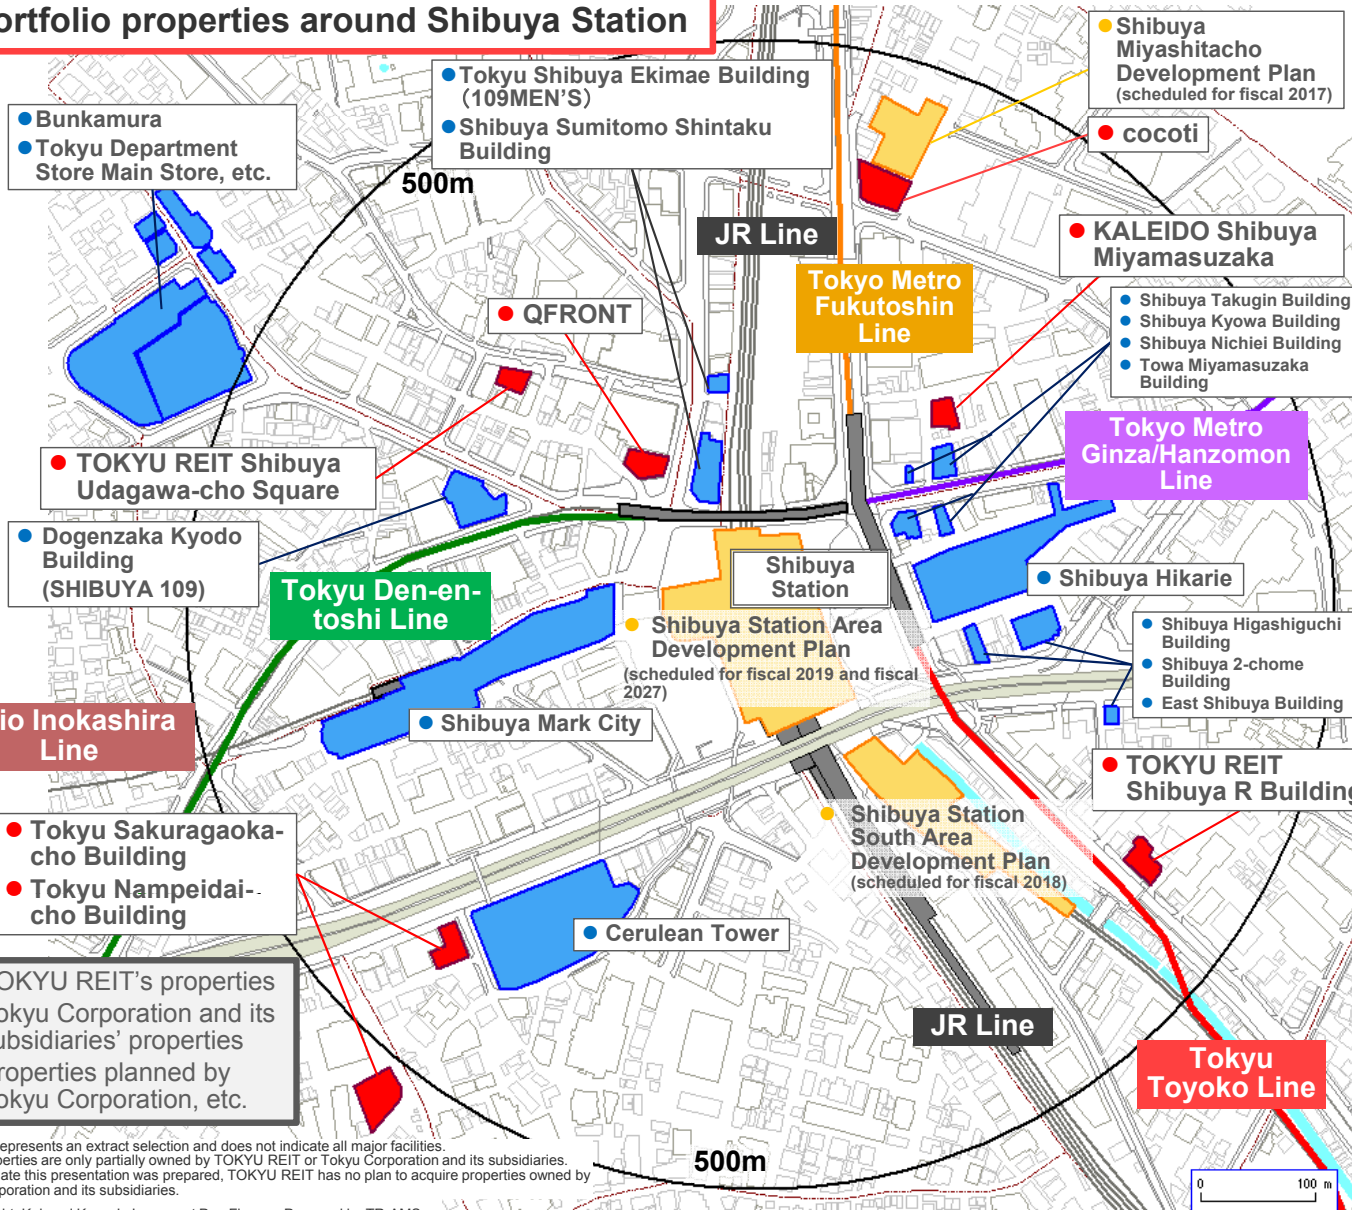 ortfolio properties around Shibuya Station
Shibuya
Miyashitacho
Development Plan
(scheduled for fiscal 2017)
Tokyu Shibuya Ekimae Building
(109MEN'S)
Shibuya Sumitomo Shintaku
Building
Bunkamura
Tokyu Department
Store Main Store, etc.
cocoti
500m
JR Line
KALEIDO Shibuya
Miyamasuzaka
Tokyo Metro
Fukutoshin
Line
QFRONT
Shibuya Takugin Building
Shibuya Kyowa Building
Shibuya Nichiei Building
Towa Miyamasuzaka
Building
Tokyo Metro
Ginza/Hanzomon
Line
TOKYU REIT Shibuya
Udagawa-cho Square
Dogenzaka Kyodo
Building
(SHIBUYA 109)
Shibuya
Station
Shibuya Hikarie
Tokyu Den-en-
toshi Line
Shibuya Station Area
Development Plan
(scheduled for fiscal 2019 and fiscal
2027)
Shibuya Higashiguchi
Building
Shibuya 2-chome
Building
East Shibuya Building
io Inokashira
Line
Shibuya Mark City
TOKYU REIT
Shibuya R Building
Shibuya Station
South Area
Development Plan
(scheduled for fiscal 2018)
Tokyu Sakuragaoka-
cho Building
Tokyu Nampeidai-
cho Building
Cerulean Tower
OKYU REIT's properties
okyu Corporation and its
ubsidiaries' properties
roperties planned by
okyu Corporation, etc.
JR Line
Tokyu
Toyoko Line
epresents an extract selection and does not indicate all major facilities.
perties are only partially owned by TOKYU REIT or Tokyu Corporation and its subsidiaries.
ate this presentation was prepared, TOKYU REIT has no plan to acquire properties owned by
rporation and its subsidiaries.
500m
0 100 m